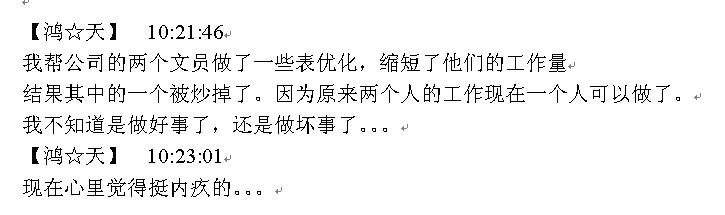 【鸿☆天】 10:21:46
我帮公司的两个文员做了一些表优化，缩短了他们的工作量
结果其中的一个被炒掉了。因为原来两个人的工作现在一个人可以做了。
我不知道是做好事了，还是做坏事了。。。
【鸿☆天】 10:23:01
现在心里觉得挺内疚的。。。